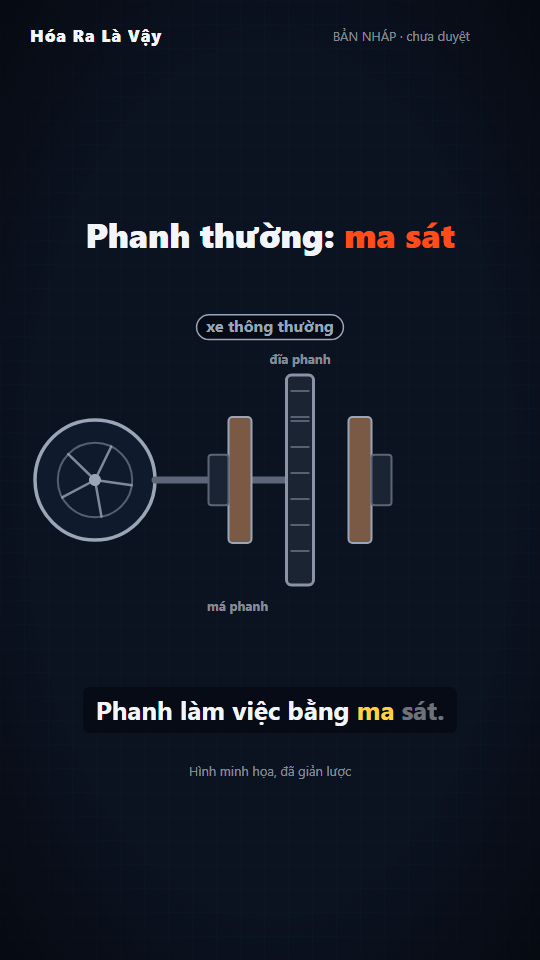 Hóa Ra Là Vậy
BẢN NHÁP · chưa duyệt
Phanh thường: ma sát
xe thông thường
đĩa phanh
má phanh
Phanh làm việc bằng ma sát.
Hình minh họa, đã giản lược